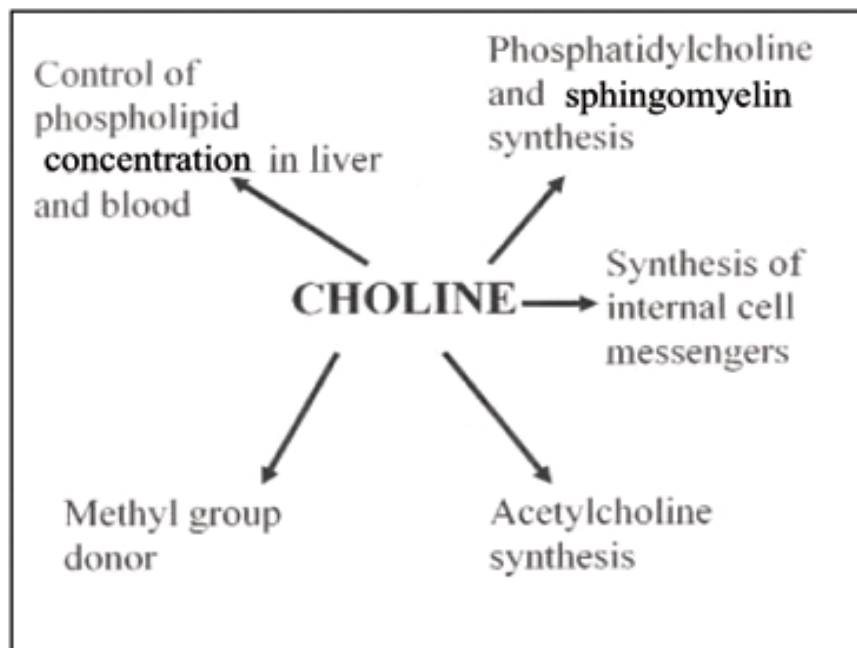 Control of
phospholipid
concentration in liver
and blood
Phosphatidylcholine
and sphingomyelin
synthesis
CHOLINE
Synthesis of
internal cell
messengers
Methyl group
donor
Acetylcholine
synthesis